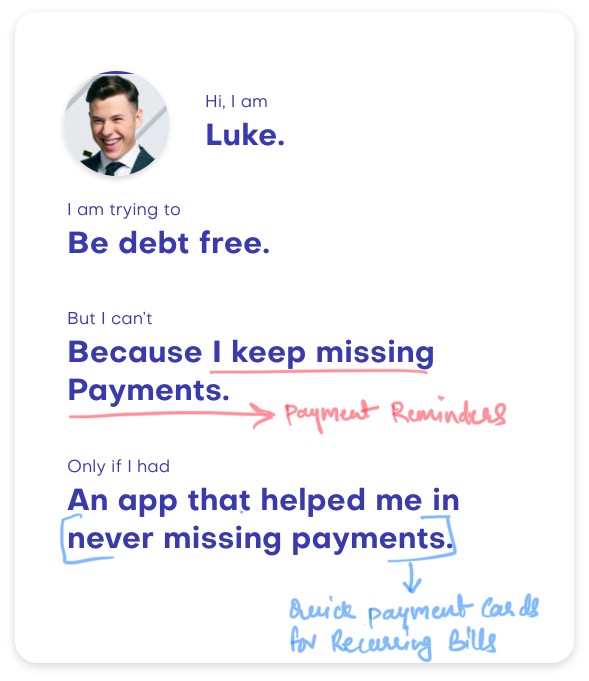 Hi, I am
Luke.
I am trying to
Be debt free.
But I can't
Because I keep missing
Payments.
Payment Reminders
Only if I had
An app that helped me in
never missing payments.
Quick payment Cards
for Recurring Bills